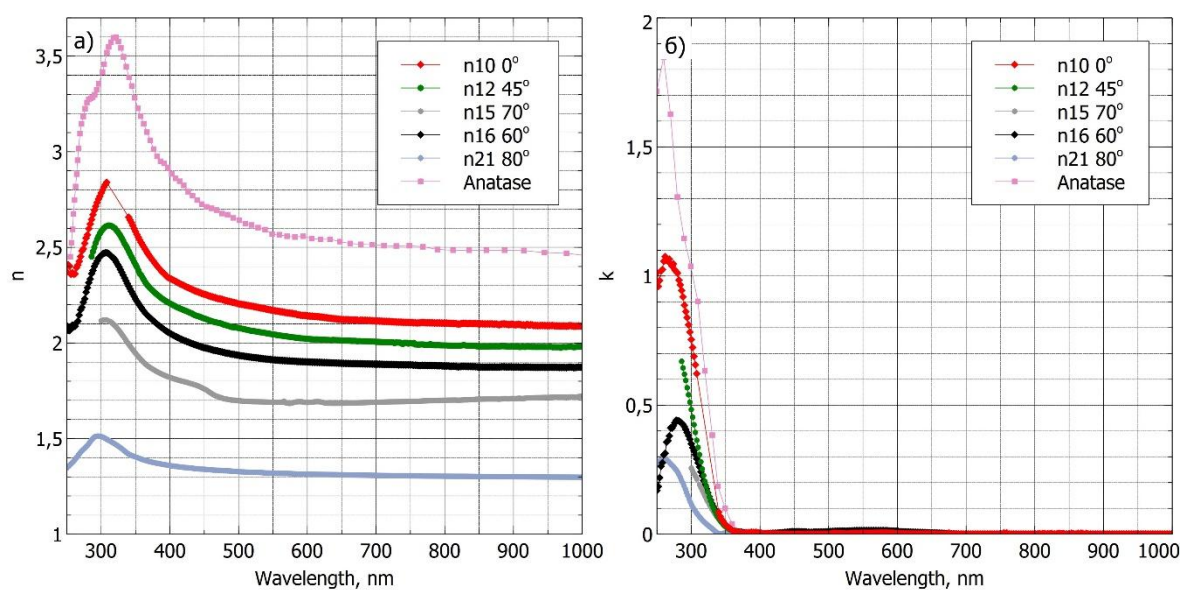 а)
n10 0°
n12 45°
n15 70°
n16 60°
n21 80°
Anatase
3,5
3
2,5
2
1,5
1
n
300 400 500 600 700 800 900 1000
Wavelength, nm
б)
n10 0°
n12 45°
n15 70°
n16 60°
n21 80°
Anatase
2
1,5
1
0,5
0
k
300 400 500 600 700 800 900 1000
Wavelength, nm